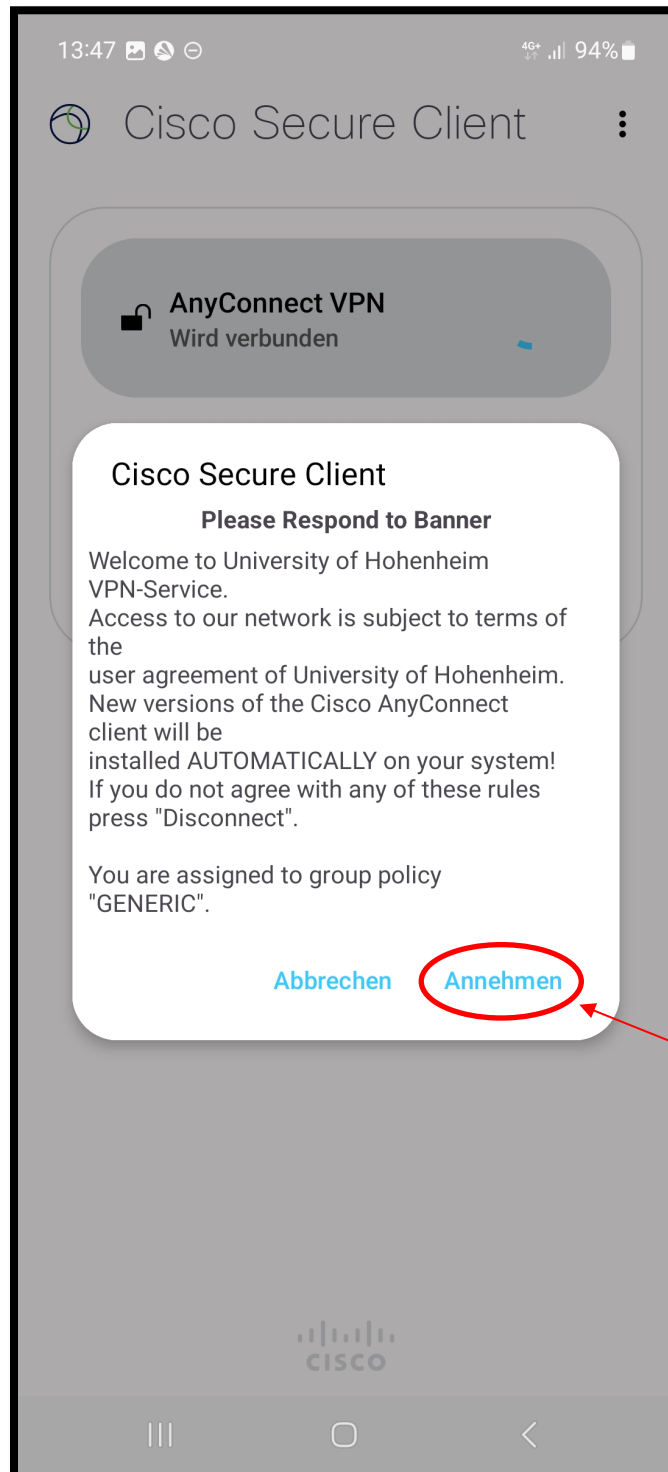 13:47 4G+ 94%
Cisco Secure Client
AnyConnect VPN
Wird verbunden
Cisco Secure Client
Please Respond to Banner
Welcome to University of Hohenheim
VPN-Service.
Access to our network is subject to terms of
the
user agreement of University of Hohenheim.
New versions of the Cisco AnyConnect
client will be
installed AUTOMATICALLY on your system!
If you do not agree with any of these rules
press "Disconnect".
You are assigned to group policy
"GENERIC".
Abbrechen Annehmen
CISCO